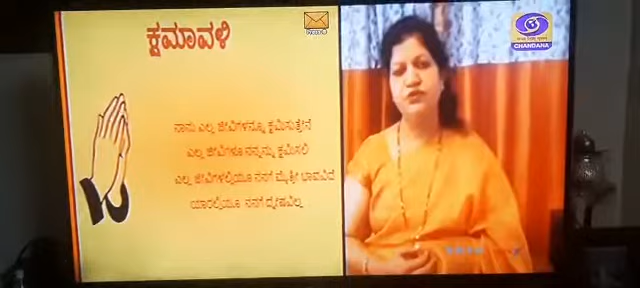 ಕ್ಷಮಾವಳಿ
ನಾನು ಎಲ್ಲ ಜೀವಿಗಳನ್ನೂ ಕ್ಷಮಿಸುತ್ತೇನೆ
ಎಲ್ಲ ಜೀವಿಗಳೂ ನನ್ನನ್ನು ಕ್ಷಮಿಸಲಿ
ಎಲ್ಲ ಜೀವಿಗಳಲ್ಲಿಯೂ ನನಗೆ ಮೈತ್ರೀ ಭಾವವಿದೆ
ಯಾರಲ್ಲಿಯೂ ನನಗೆ ದ್ವೇಷವಿಲ್ಲ
CHANDANA